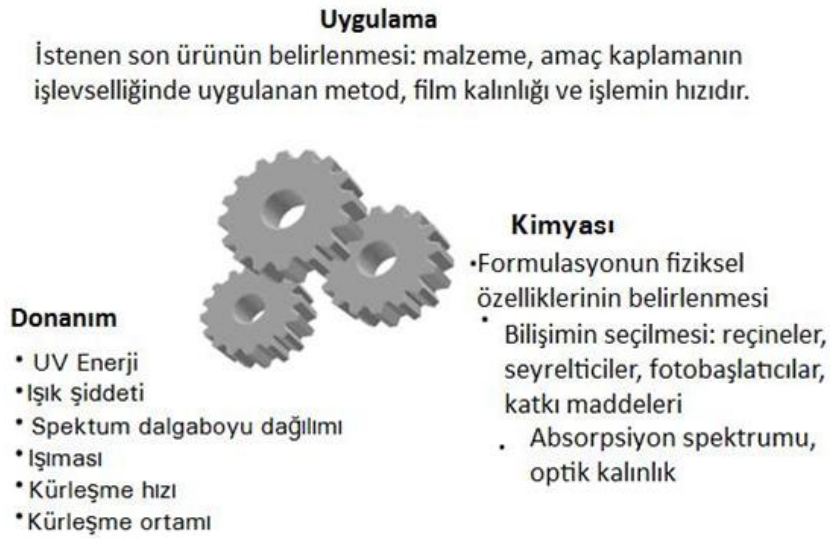 Uygulama
İstenen son ürünün belirlenmesi: malzeme, amaç kaplamanın
işlevselliğinde uygulanan metod, film kalınlığı ve işlemin hızıdır.
Kimyası
•Formulasyonun fiziksel
özelliklerinin belirlenmesi
• Bilişimin seçilmesi: reçineler,
seyrelticiler, fotobaşlatıcılar,
katkı maddeleri
• Absorpsiyon spektrumu,
optik kalınlık
Donanım
• UV Enerji
•Işık şiddeti
• Spektum dalgaboyu dağılımı
•Işıması
•Kürleşme hızı
•Kürleşme ortamı